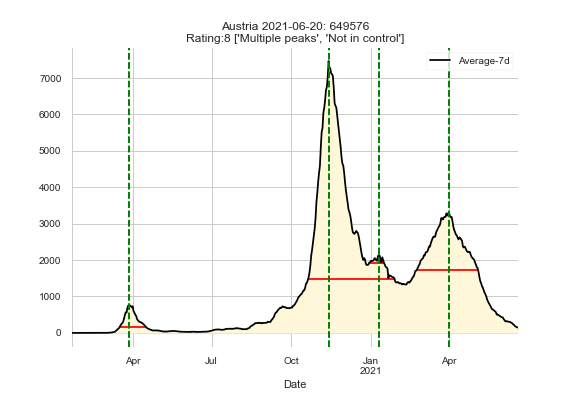 Austria 2021-06-20: 649576
Rating:8 ['Multiple peaks', 'Not in control']
Average-7d
7000
6000
5000
4000
3000
2000
1000
0
Apr
Jul
Oct
Jan
2021
Apr
Date